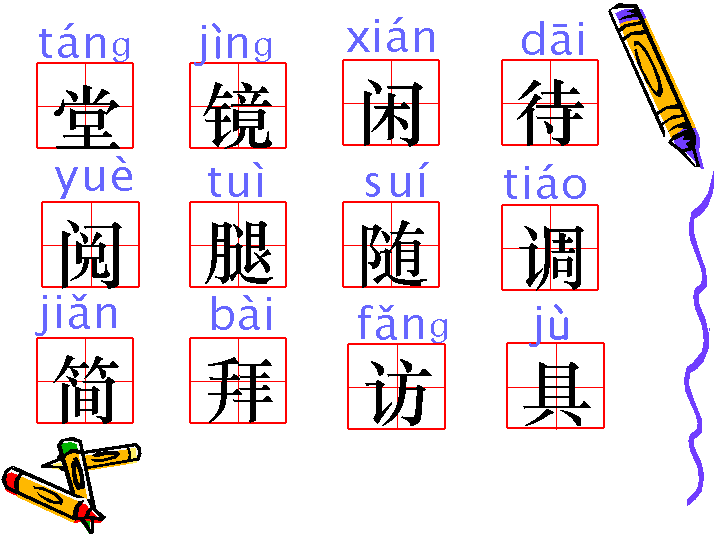 táng jìng xián dāi
堂 镜 闲 待
yuè tuì suí tiáo
阅 腿 随 调
jiǎn bài fǎng jù
简 拜 访 具